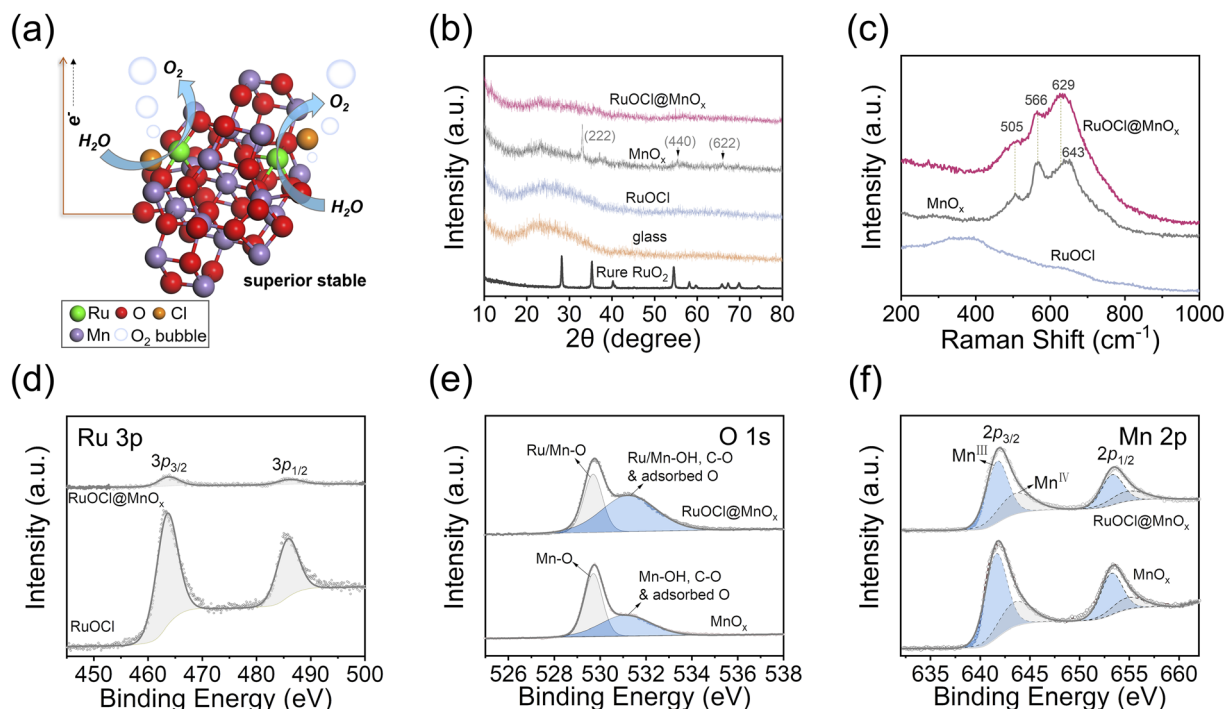 (a)
e⁻
O₂
O₂
H₂O
H₂O
superior stable
Ru O Cl
Mn O₂ bubble
(b)
Intensity (a.u.)
RuOCl@MnOₓ
(222)
(440)
(622)
MnOₓ
RuOCl
glass
Rure RuO₂
10 20 30 40 50 60 70 80
2θ (degree)
(c)
Intensity (a.u.)
629
566
505
RuOCl@MnOₓ
643
MnOₓ
RuOCl
200 400 600 800 1000
Raman Shift (cm⁻¹)
(d)
Ru 3p
Intensity (a.u.)
3p₃/₂
3p₁/₂
RuOCl@MnOₓ
RuOCl
450 460 470 480 490 500
Binding Energy (eV)
(e)
O 1s
Intensity (a.u.)
Ru/Mn-O
Ru/Mn-OH, C-O
& adsorbed O
RuOCl@MnOₓ
Mn-O
Mn-OH, C-O
& adsorbed O
MnOₓ
526 528 530 532 534 536 538
Binding Energy (eV)
(f)
Mn 2p
Intensity (a.u.)
2p₃/₂
Mnᴵᴵᴵ
Mnᴵⱽ
2p₁/₂
RuOCl@MnOₓ
MnOₓ
635 640 645 650 655 660
Binding Energy (eV)